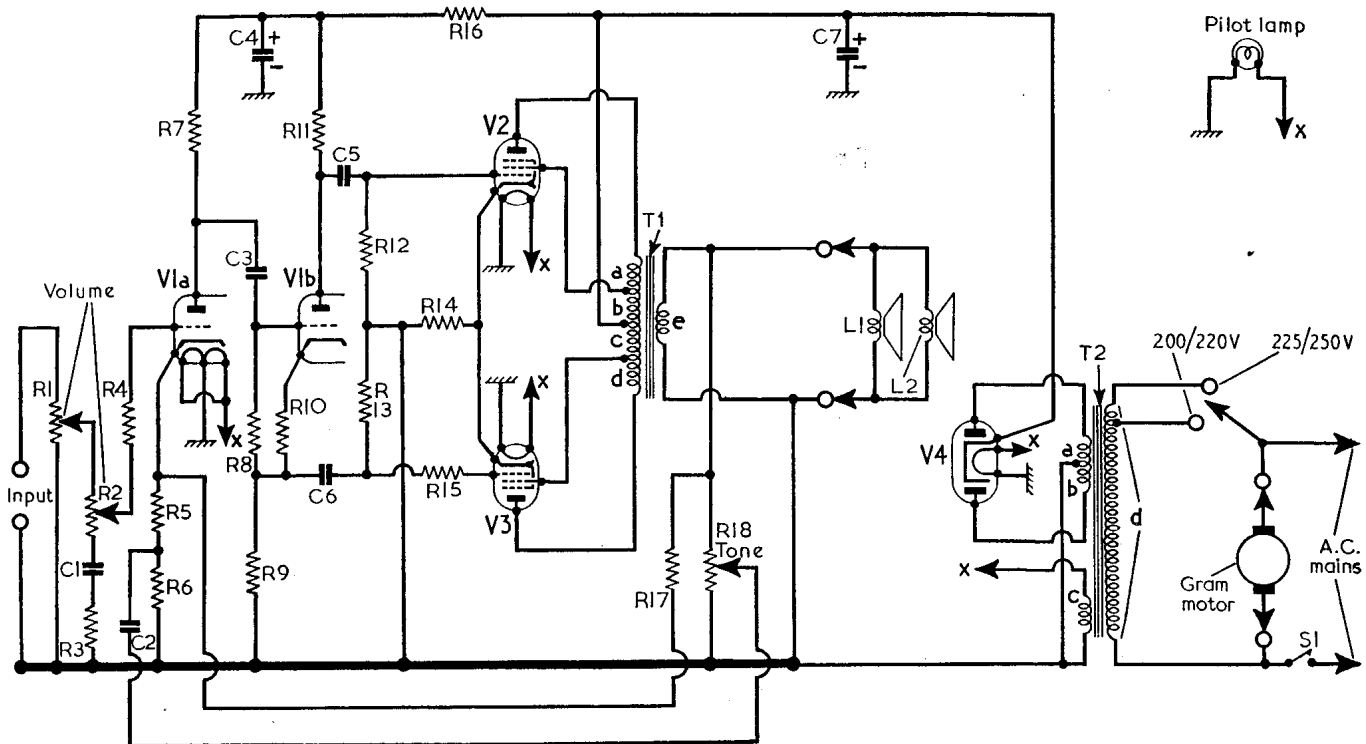 Pilot lamp
X
C4
+
-
R16
C7
+
-
R7
R11
C5
V2
X
R12
C3
V1a
V1b
Volume
T1
a
b
c
d
e
R14
L1
L2
R1
R4
R2
X
R10
R8
R
13
X
C6
R15
V3
Input
R5
R6
C1
R3
C2
R9
R17
R18
Tone
200/220V
225/250V
T2
V4
X
a
b
c
d
X
Gram
motor
A.C.
mains
S1